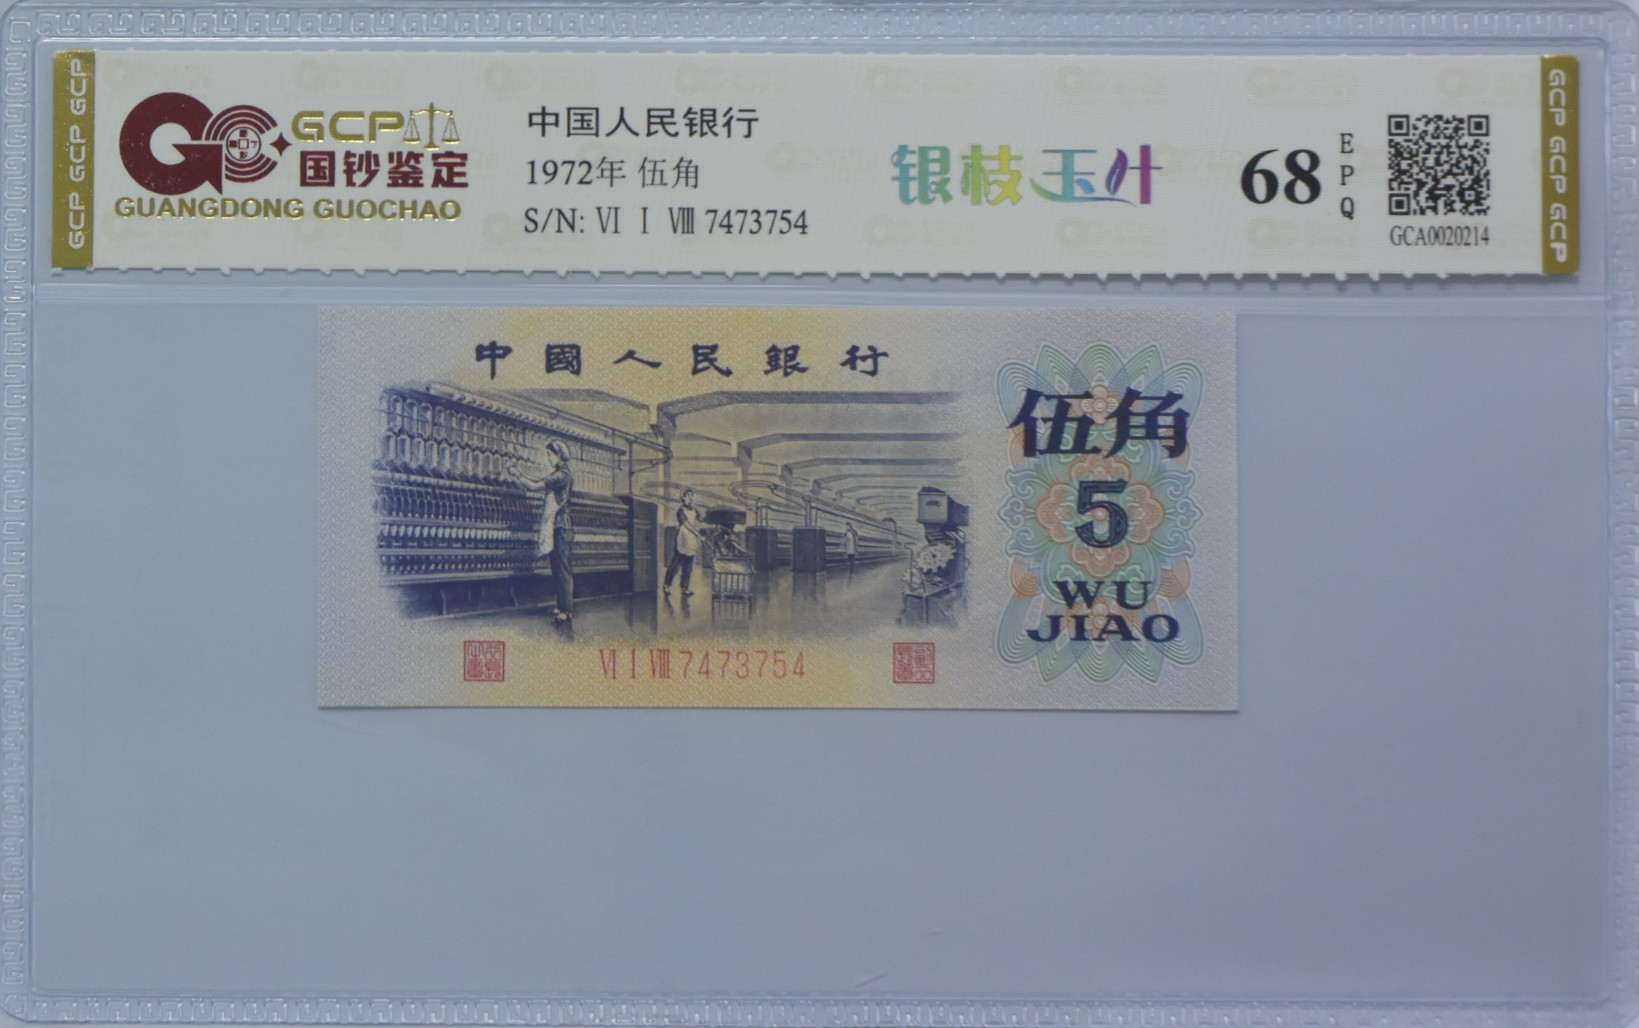 GCP GCP GCP
GCP
国钞鉴定
GUANGDONG GUOCHAO
中国人民银行
1972年 伍角
S/N: Ⅵ Ⅰ Ⅷ 7473754
银枝玉叶
68
EPQ
GCA0020214
GCP GCP GCP
中國人民銀行
伍角
5
WU
JIAO
Ⅵ Ⅰ Ⅷ 7473754